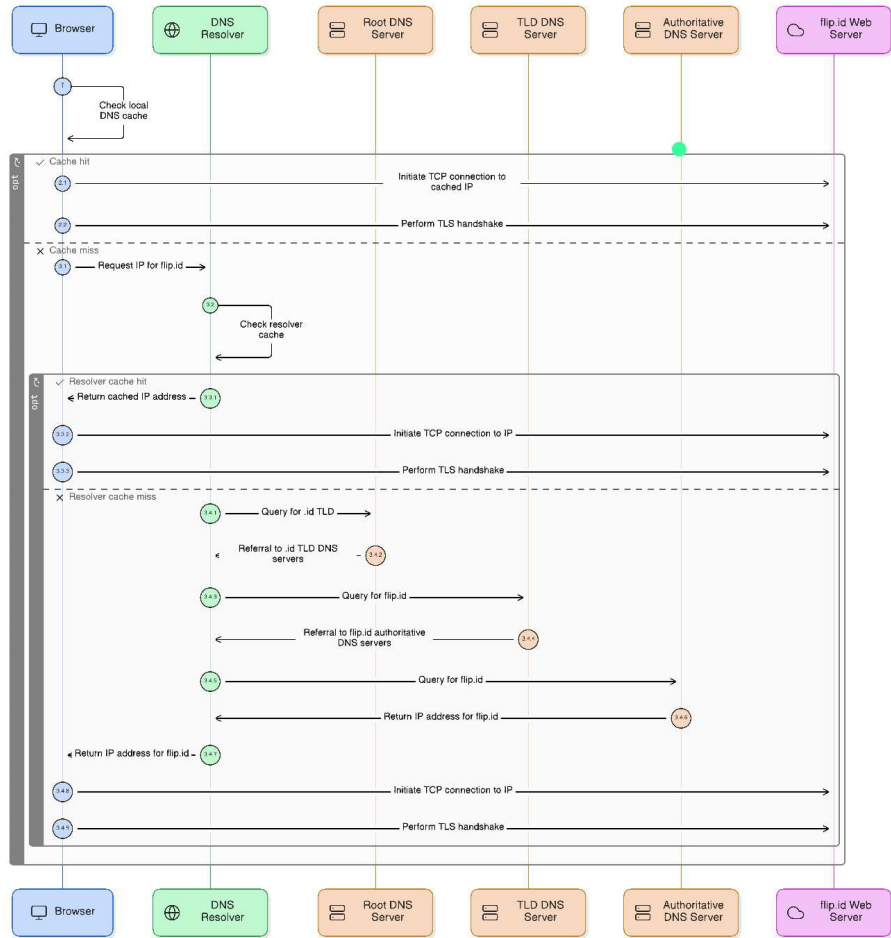 Browser
DNS
Resolver
Root DNS
Server
TLD DNS
Server
Authoritative
DNS Server
flip.id Web
Server
1
Check local
DNS cache
opt
Cache hit
2.1
Initiate TCP connection to
cached IP
2.2
Perform TLS handshake
Cache miss
3.1
Request IP for flip.id
3.2
Check resolver
cache
opt
Resolver cache hit
Return cached IP address
3.3.1
3.3.2
Initiate TCP connection to IP
3.3.3
Perform TLS handshake
Resolver cache miss
3.4.1
Query for .id TLD
Referral to .id TLD DNS
servers
3.4.2
3.4.3
Query for flip.id
Referral to flip.id authoritative
DNS servers
3.4.4
3.4.5
Query for flip.id
Return IP address for flip.id
3.4.6
Return IP address for flip.id
3.4.7
3.4.8
Initiate TCP connection to IP
3.4.9
Perform TLS handshake
Browser
DNS
Resolver
Root DNS
Server
TLD DNS
Server
Authoritative
DNS Server
flip.id Web
Server